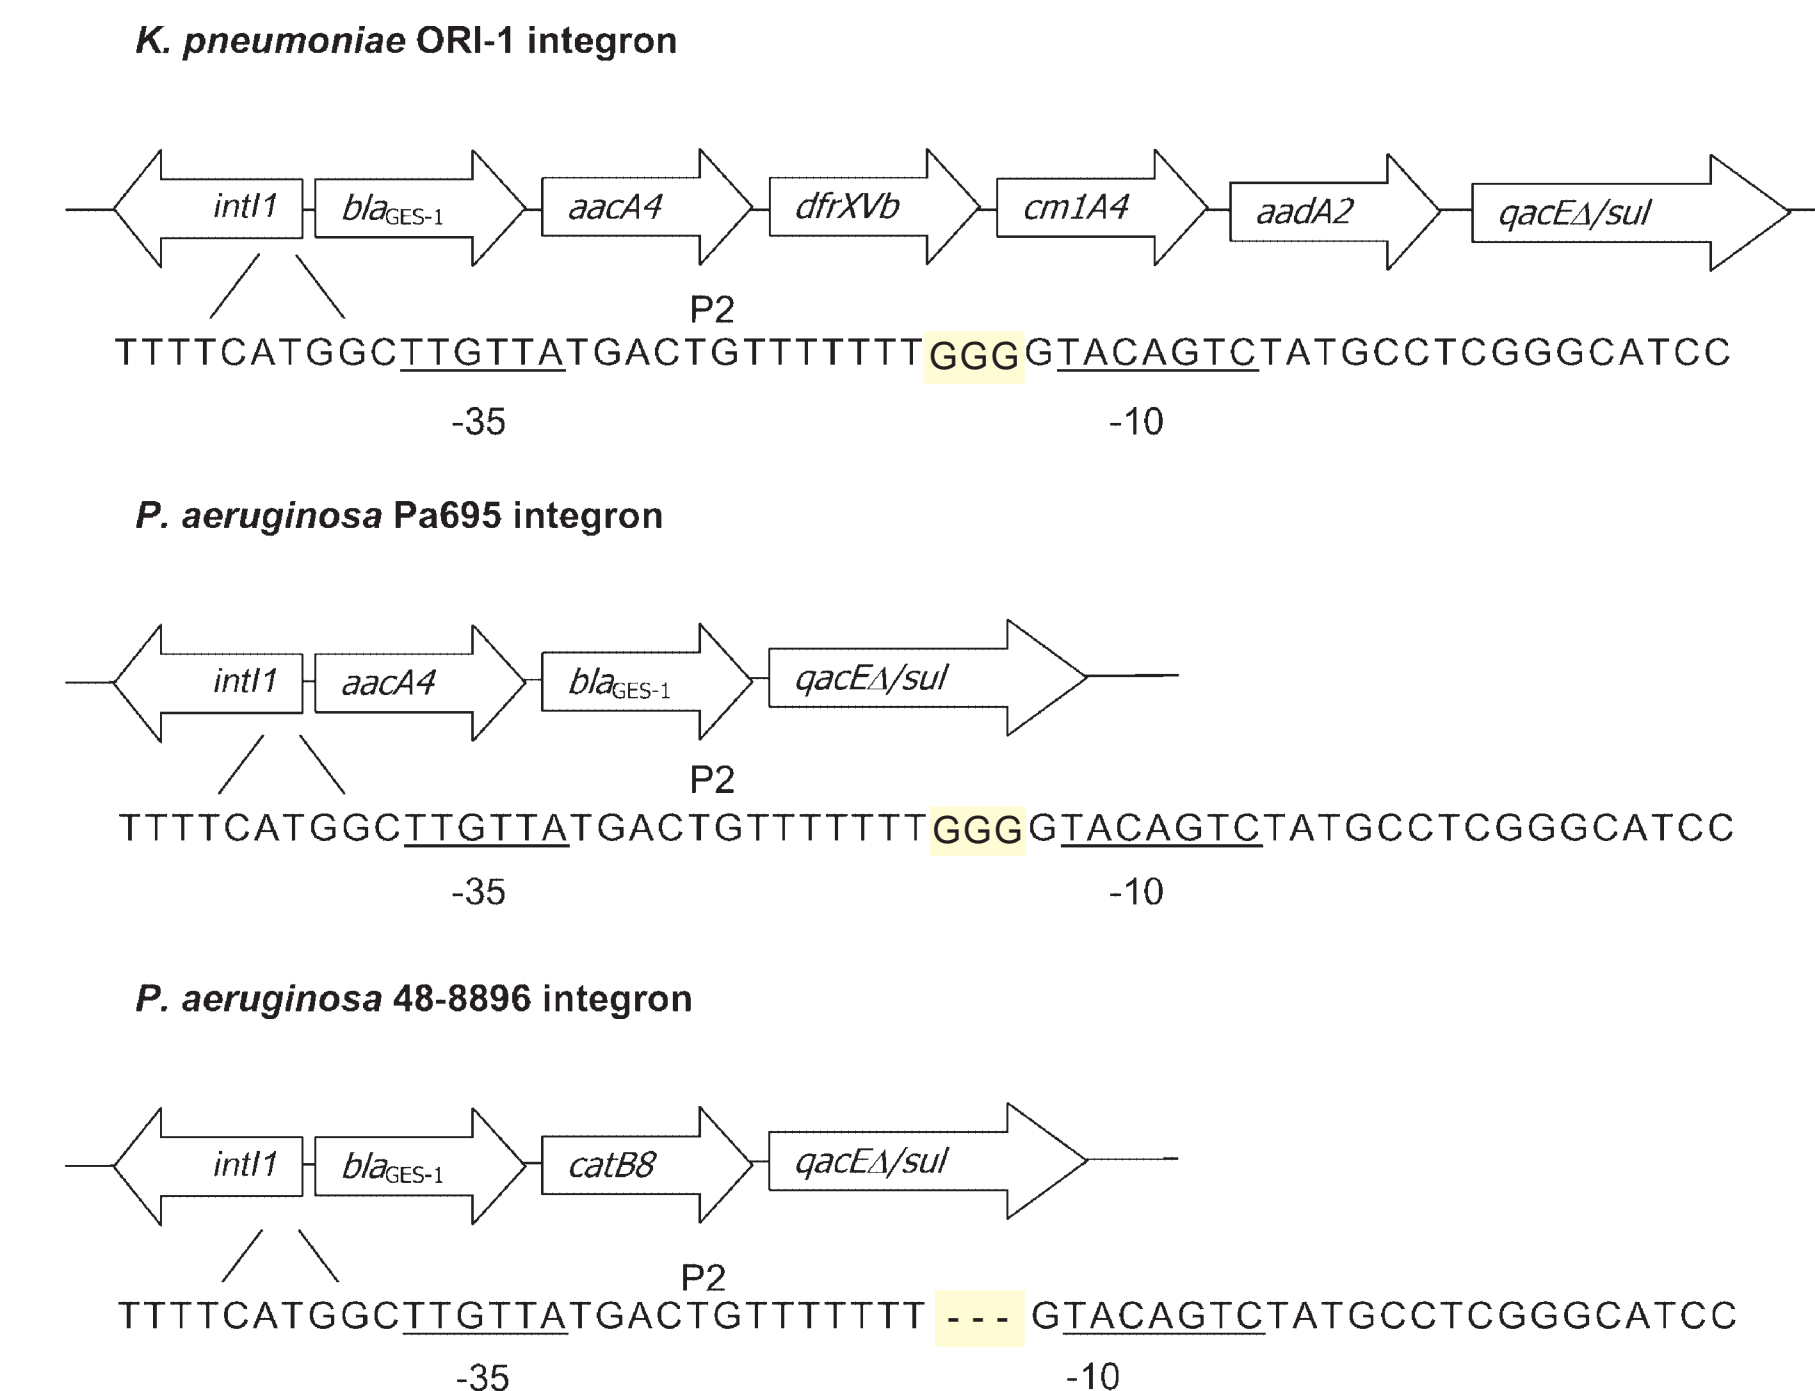 K. pneumoniae ORI-1 integron
intI1 blaGES-1 aacA4 dfrXVb cm1A4 aadA2 qacEΔ/sul
P2
TTTTCATGGCTTGTTATGACTGTTTTTTTGGGGTACAGTCTATGCCTCGGGCATCC
-35 -10
P. aeruginosa Pa695 integron
intI1 aacA4 blaGES-1 qacEΔ/sul
P2
TTTTCATGGCTTGTTATGACTGTTTTTTTGGGGTACAGTCTATGCCTCGGGCATCC
-35 -10
P. aeruginosa 48-8896 integron
intI1 blaGES-1 catB8 qacEΔ/sul
P2
TTTTCATGGCTTGTTATGACTGTTTTTTT - - - GTACAGTCTATGCCTCGGGCATCC
-35 -10